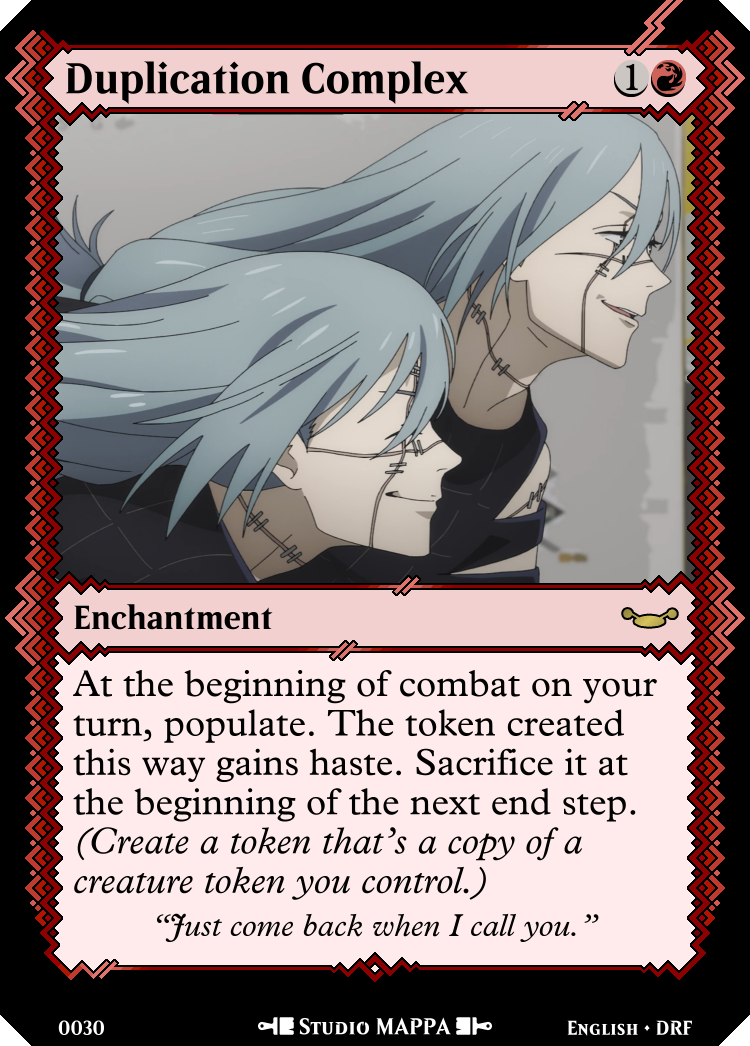 Duplication Complex 1
Enchantment
At the beginning of combat on your
turn, populate. The token created
this way gains haste. Sacrifice it at
the beginning of the next end step.
(Create a token that’s a copy of a
creature token you control.)
“Just come back when I call you.”
0030 Studio MAPPA English • DRF